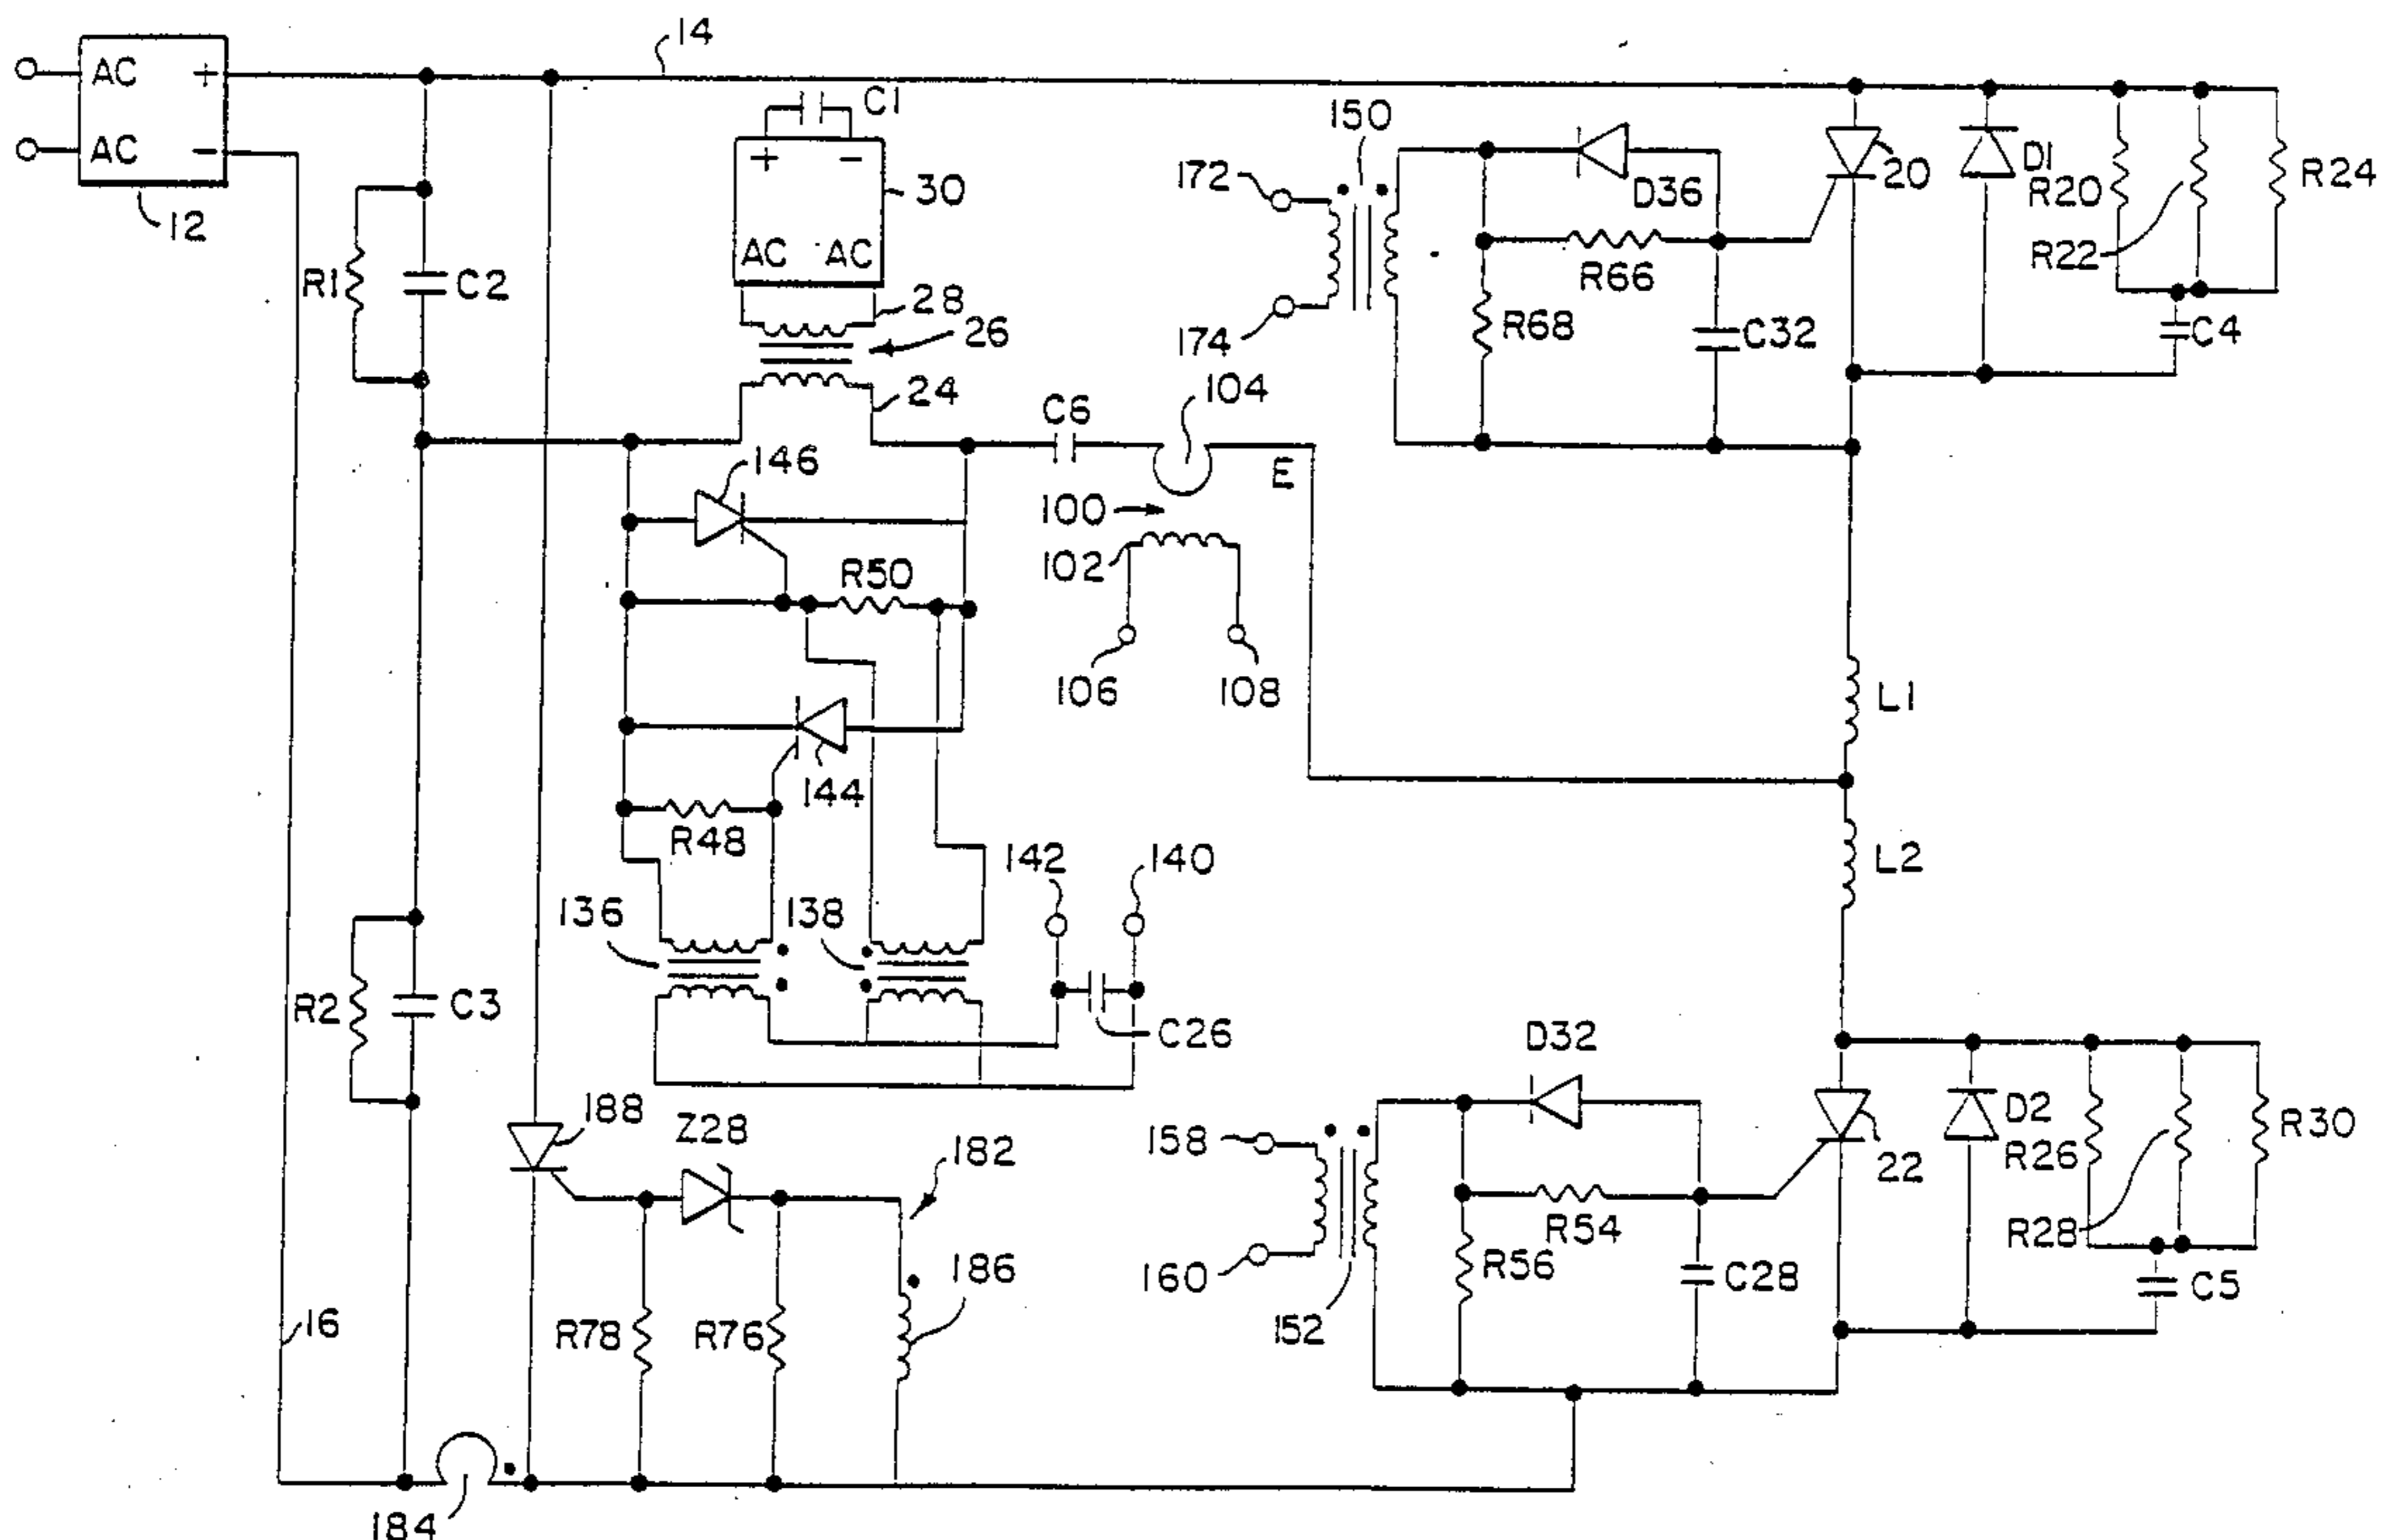 14
AC +
AC −
12
C1
+ −
30
AC AC
28
26
24
R1
C2
150
172
174
D36
R66
R68
C32
20
D1
R20
R22
R24
C4
C6
104
E
100
102
106
108
146
R50
144
R48
L1
L2
142
140
136
138
C26
R2
C3
188
Z28
182
186
R78
R76
16
184
158
160
152
D32
R54
R56
C28
22
D2
R26
R28
R30
C5